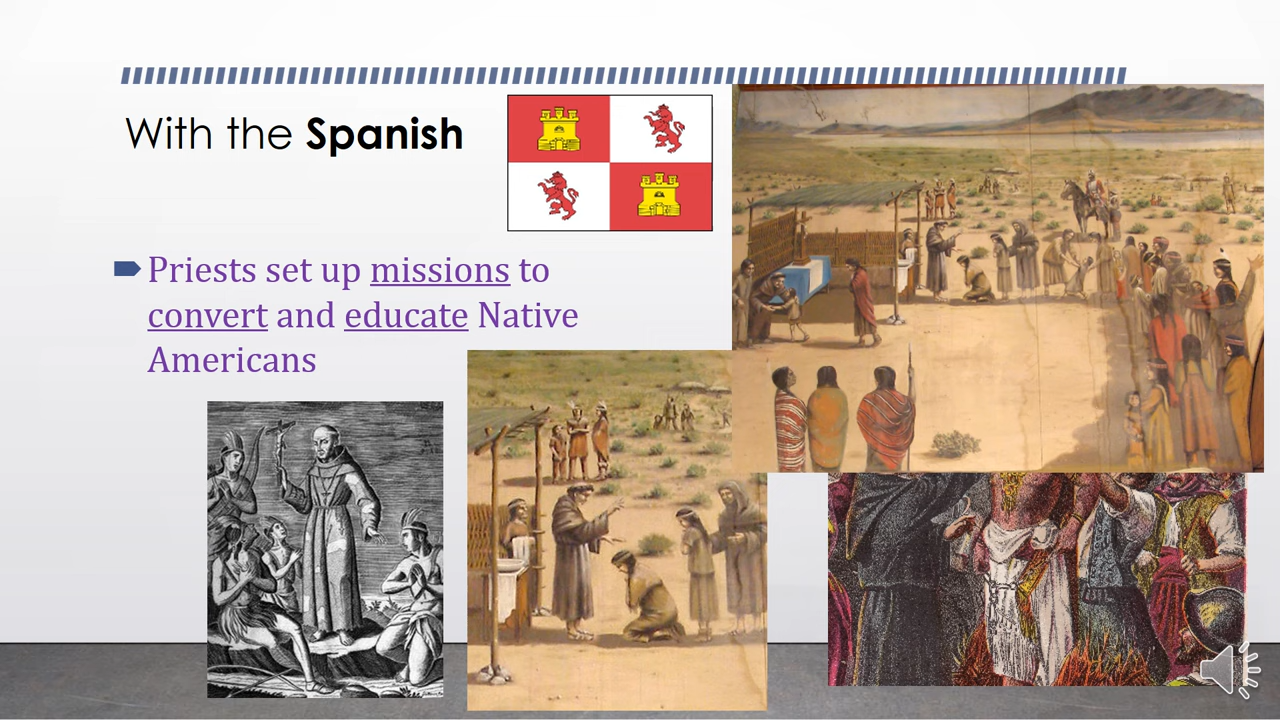 With the Spanish
Priests set up missions to
convert and educate Native
Americans